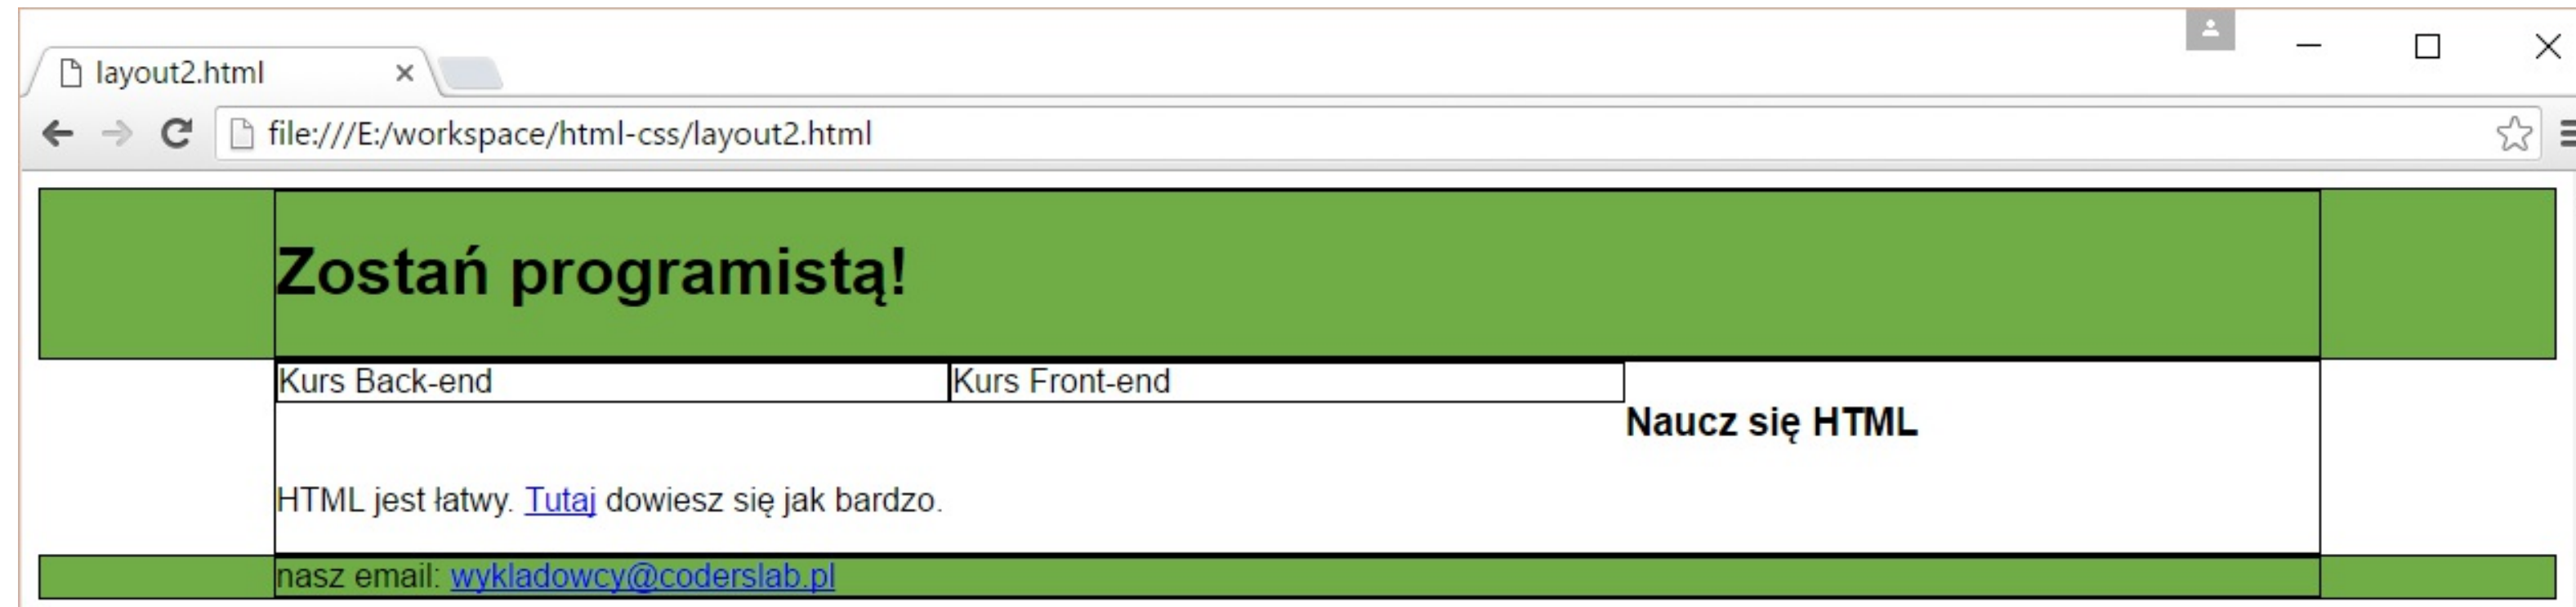 layout2.html
file:///E:/workspace/html-css/layout2.html
Zostań programistą!
Kurs Back-end
Kurs Front-end
Naucz się HTML
HTML jest łatwy. Tutaj dowiesz się jak bardzo.
nasz email: wykladowcy@coderslab.pl